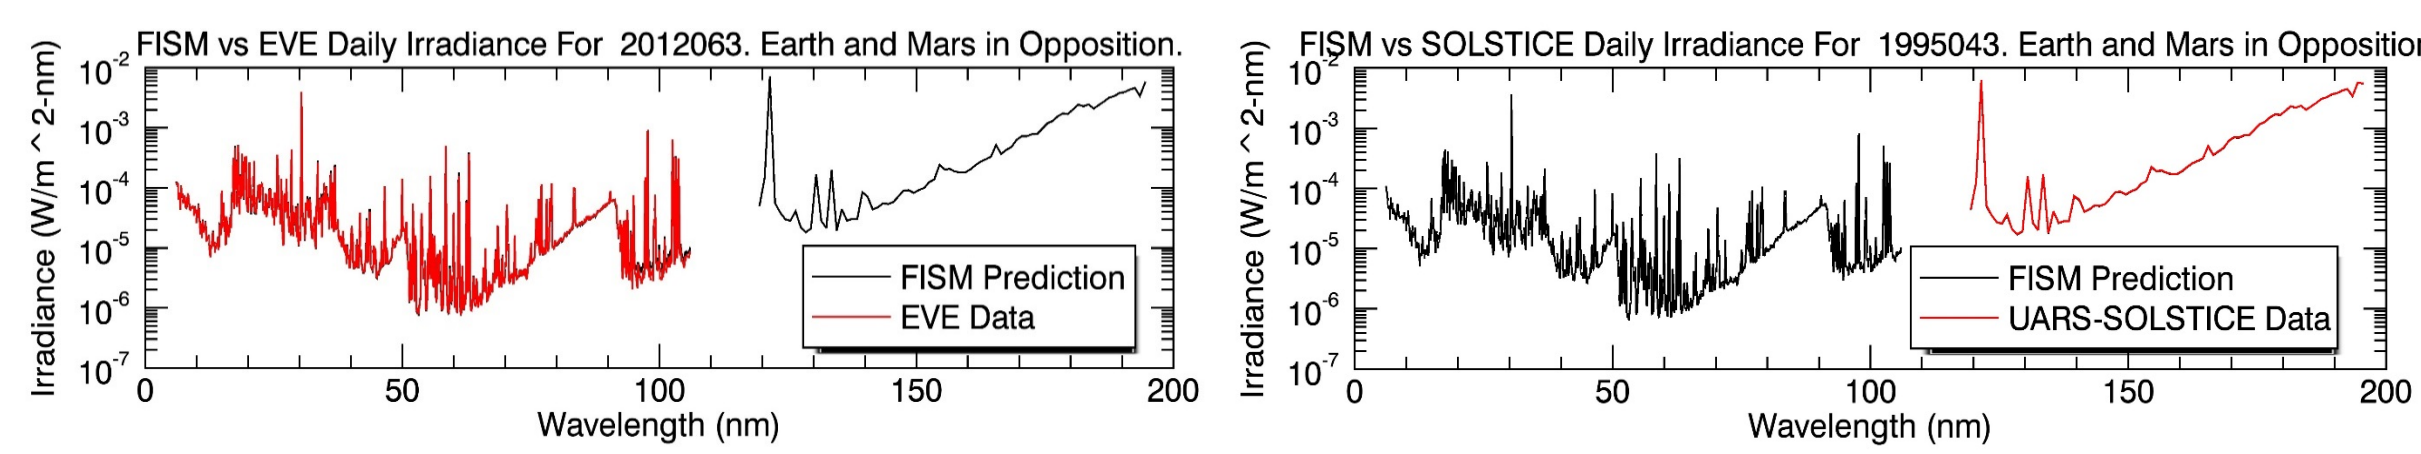 FISM vs EVE Daily Irradiance For 2012063. Earth and Mars in Opposition.
Irradiance (W/m^2-nm)
10-2
10-3
10-4
10-5
10-6
10-7
0 50 100 150 200
Wavelength (nm)
FISM Prediction
EVE Data
FISM vs SOLSTICE Daily Irradiance For 1995043. Earth and Mars in Oppositior
Irradiance (W/m^2-nm)
10-2
10-3
10-4
10-5
10-6
10-7
0 50 100 150 200
Wavelength (nm)
FISM Prediction
UARS-SOLSTICE Data